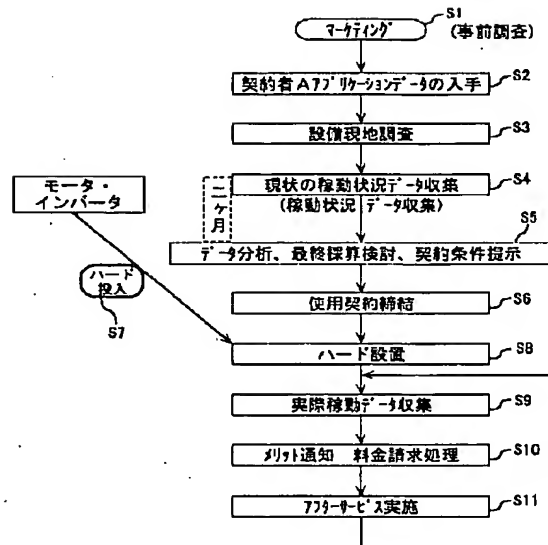 S1
マーケティング
(事前調査)
S2
契約者Aアプリケーションデータの入手
S3
設備現地調査
S4
現状の稼動状況データ収集
(稼動状況 データ収集)
二ヶ月
モータ・
インバータ
S5
データ分析、最終採算検討、契約条件提示
ハード
投入
S7
S6
使用契約締結
S8
ハード設置
S9
実際稼動データ収集
S10
メリット通知 料金請求処理
S11
アフターサービス実施